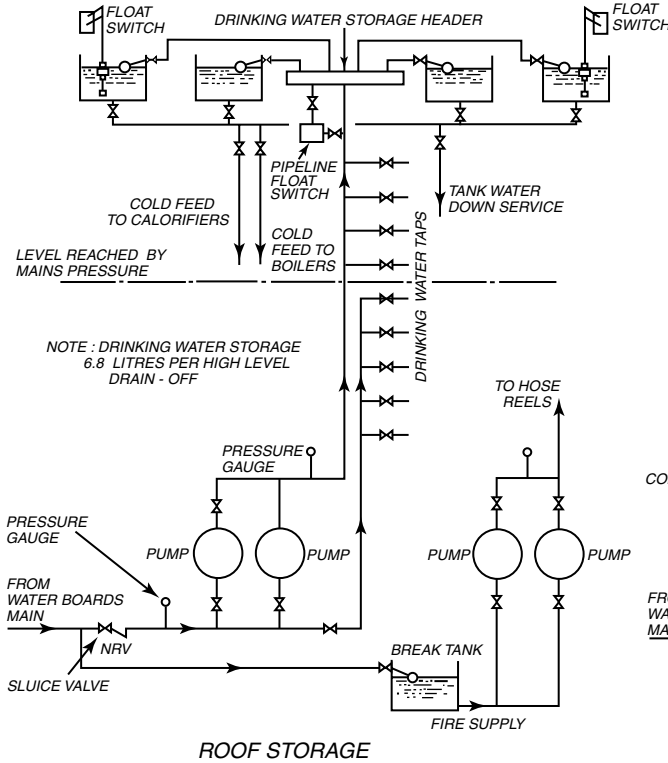 FLOAT
SWITCH
DRINKING WATER STORAGE HEADER
FLOAT
SWITCH
PIPELINE
FLOAT
SWITCH
COLD FEED
TO CALORIFIERS
COLD
FEED TO
BOILERS
TANK WATER
DOWN SERVICE
LEVEL REACHED BY
MAINS PRESSURE
DRINKING WATER TAPS
NOTE : DRINKING WATER STORAGE
6.8 LITRES PER HIGH LEVEL
DRAIN - OFF
TO HOSE
REELS
PRESSURE
GAUGE
PRESSURE
GAUGE
PUMP
PUMP
PUMP
PUMP
FROM
WATER BOARDS
MAIN
NRV
SLUICE VALVE
BREAK TANK
FIRE SUPPLY
ROOF STORAGE